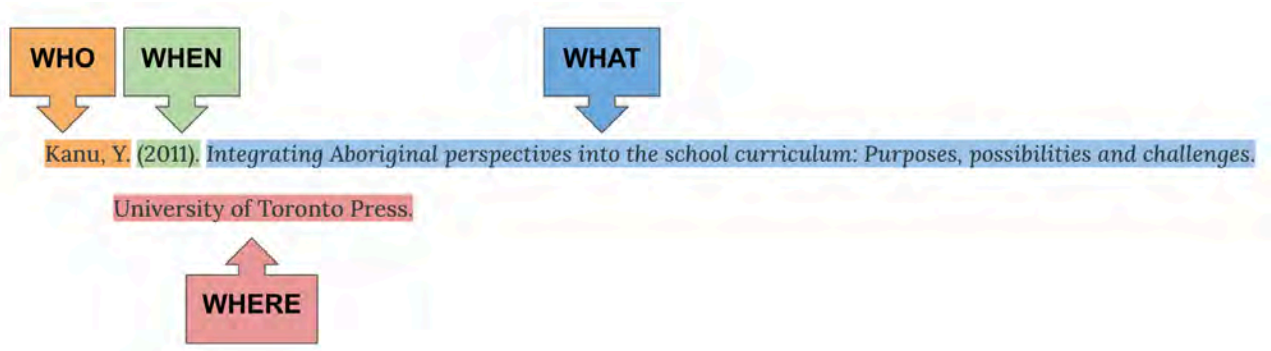 WHO WHEN WHAT
Kanu, Y. (2011). Integrating Aboriginal perspectives into the school curriculum: Purposes, possibilities and challenges.
University of Toronto Press.
WHERE